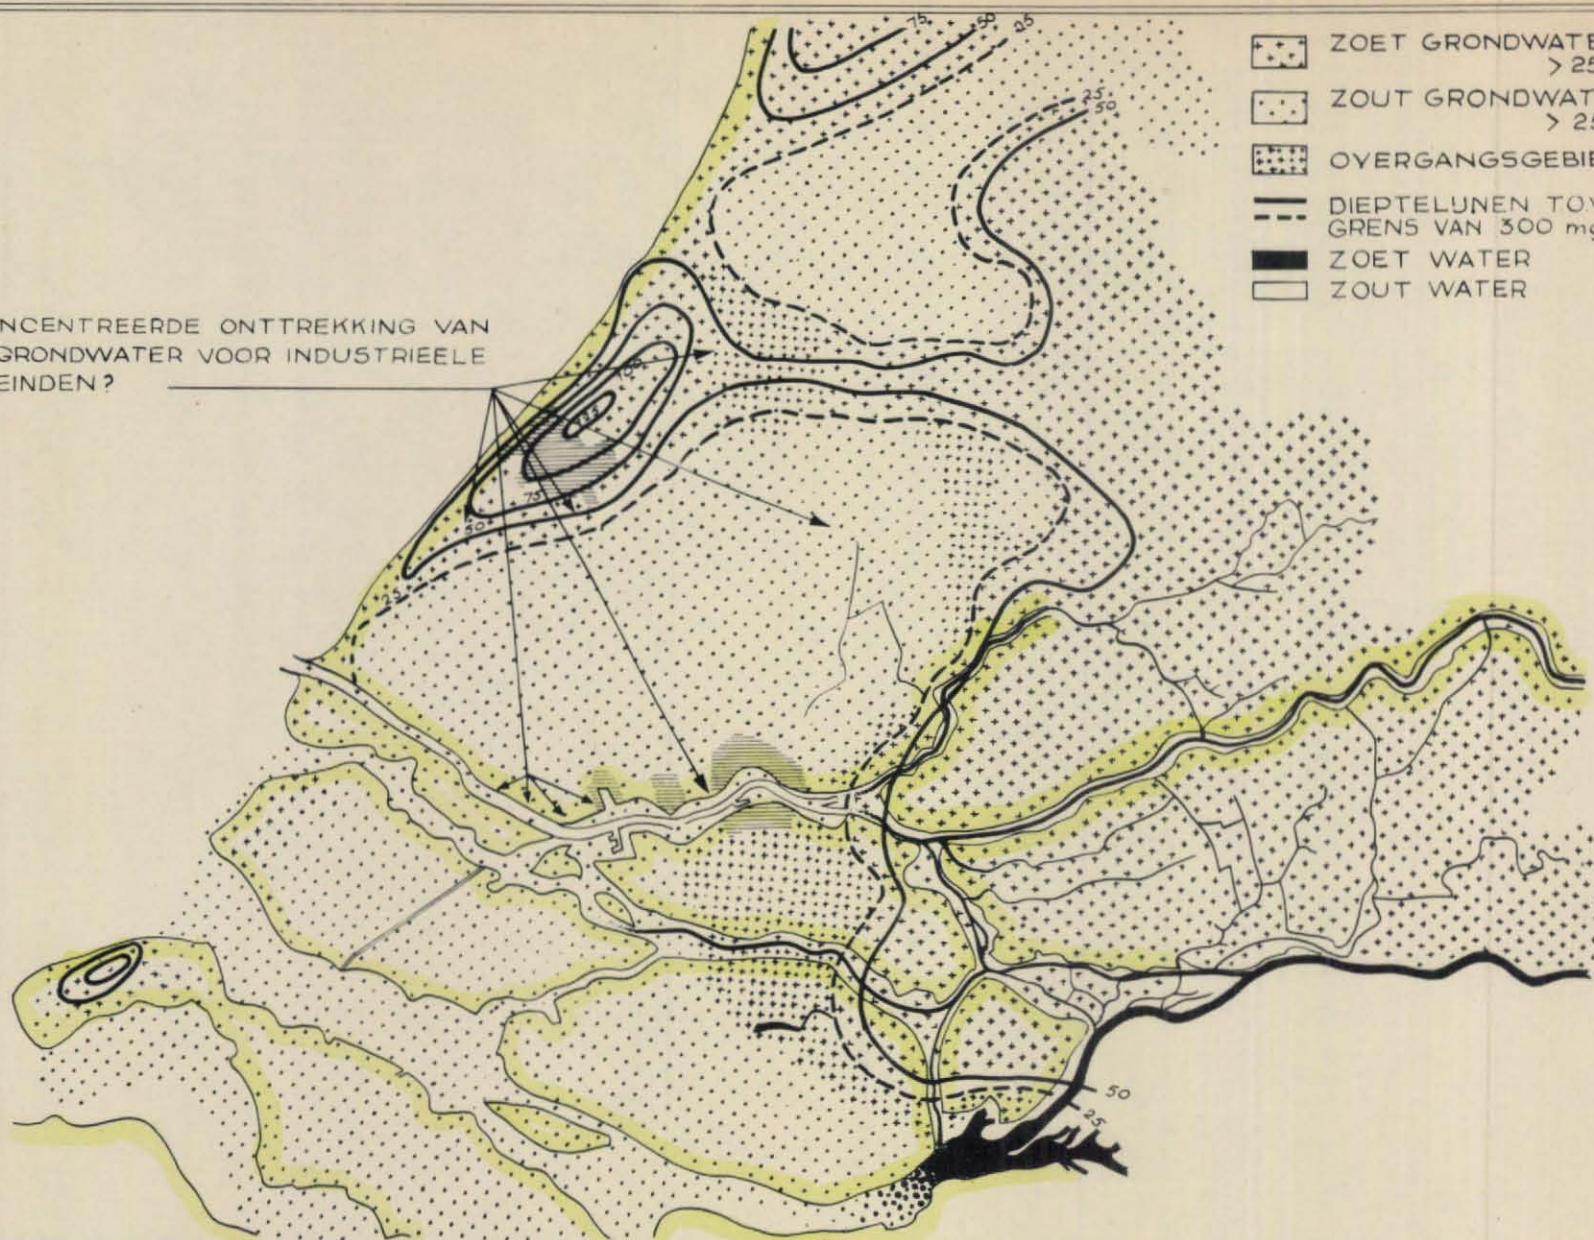 ZOET GRONDWATE
> 25
ZOUT GRONDWAT
> 25
OVERGANGSGEBIE
DIEPTELIJNEN TOV
GRENS VAN 300 mg
ZOET WATER
ZOUT WATER
NCENTREERDE ONTTREKKING VAN
GRONDWATER VOOR INDUSTRIEELE
EINDEN?
75
50
25
25
50
100
125
75
50
25
50
25